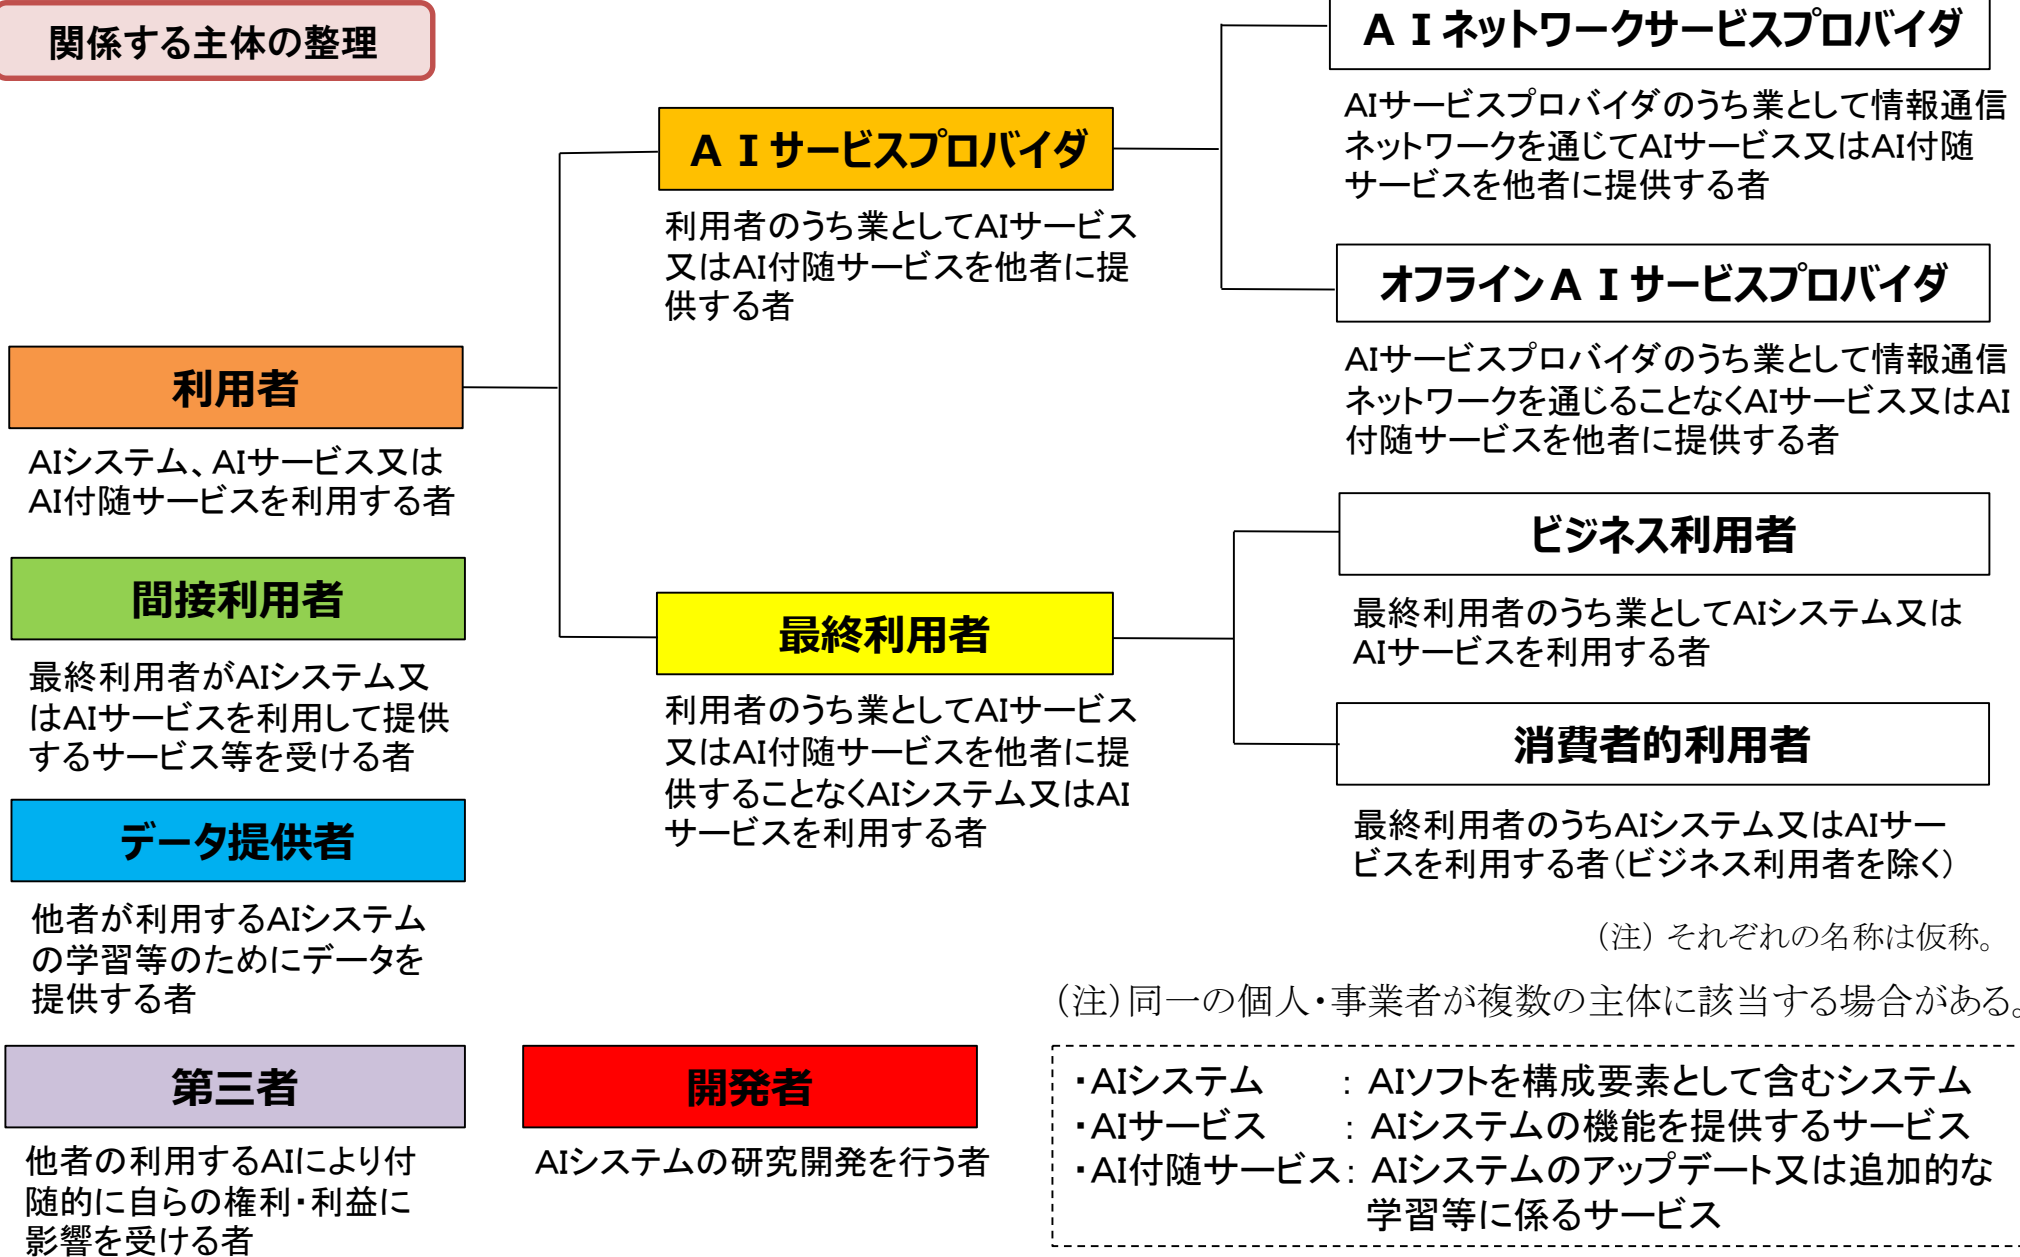 関係する主体の整理
ＡＩネットワークサービスプロバイダ
AIサービスプロバイダのうち業として情報通信
ネットワークを通じてAIサービス又はAI付随
サービスを他者に提供する者
ＡＩサービスプロバイダ
利用者のうち業としてAIサービス
又はAI付随サービスを他者に提
供する者
オフラインＡＩサービスプロバイダ
AIサービスプロバイダのうち業として情報通信
ネットワークを通じることなくAIサービス又はAI
付随サービスを他者に提供する者
利用者
AIシステム、AIサービス又は
AI付随サービスを利用する者
ビジネス利用者
最終利用者のうち業としてAIシステム又は
AIサービスを利用する者
間接利用者
最終利用者がAIシステム又
はAIサービスを利用して提供
するサービス等を受ける者
最終利用者
利用者のうち業としてAIサービス
又はAI付随サービスを他者に提
供することなくAIシステム又はAI
サービスを利用する者
消費者的利用者
最終利用者のうちAIシステム又はAIサー
ビスを利用する者（ビジネス利用者を除く）
データ提供者
他者が利用するAIシステム
の学習等のためにデータを
提供する者
（注）それぞれの名称は仮称。
（注）同一の個人・事業者が複数の主体に該当する場合がある。
第三者
他者の利用するAIにより付
随的に自らの権利・利益に
影響を受ける者
開発者
AIシステムの研究開発を行う者
・AIシステム　　： AIソフトを構成要素として含むシステム
・AIサービス　　： AIシステムの機能を提供するサービス
・AI付随サービス： AIシステムのアップデート又は追加的な
学習等に係るサービス